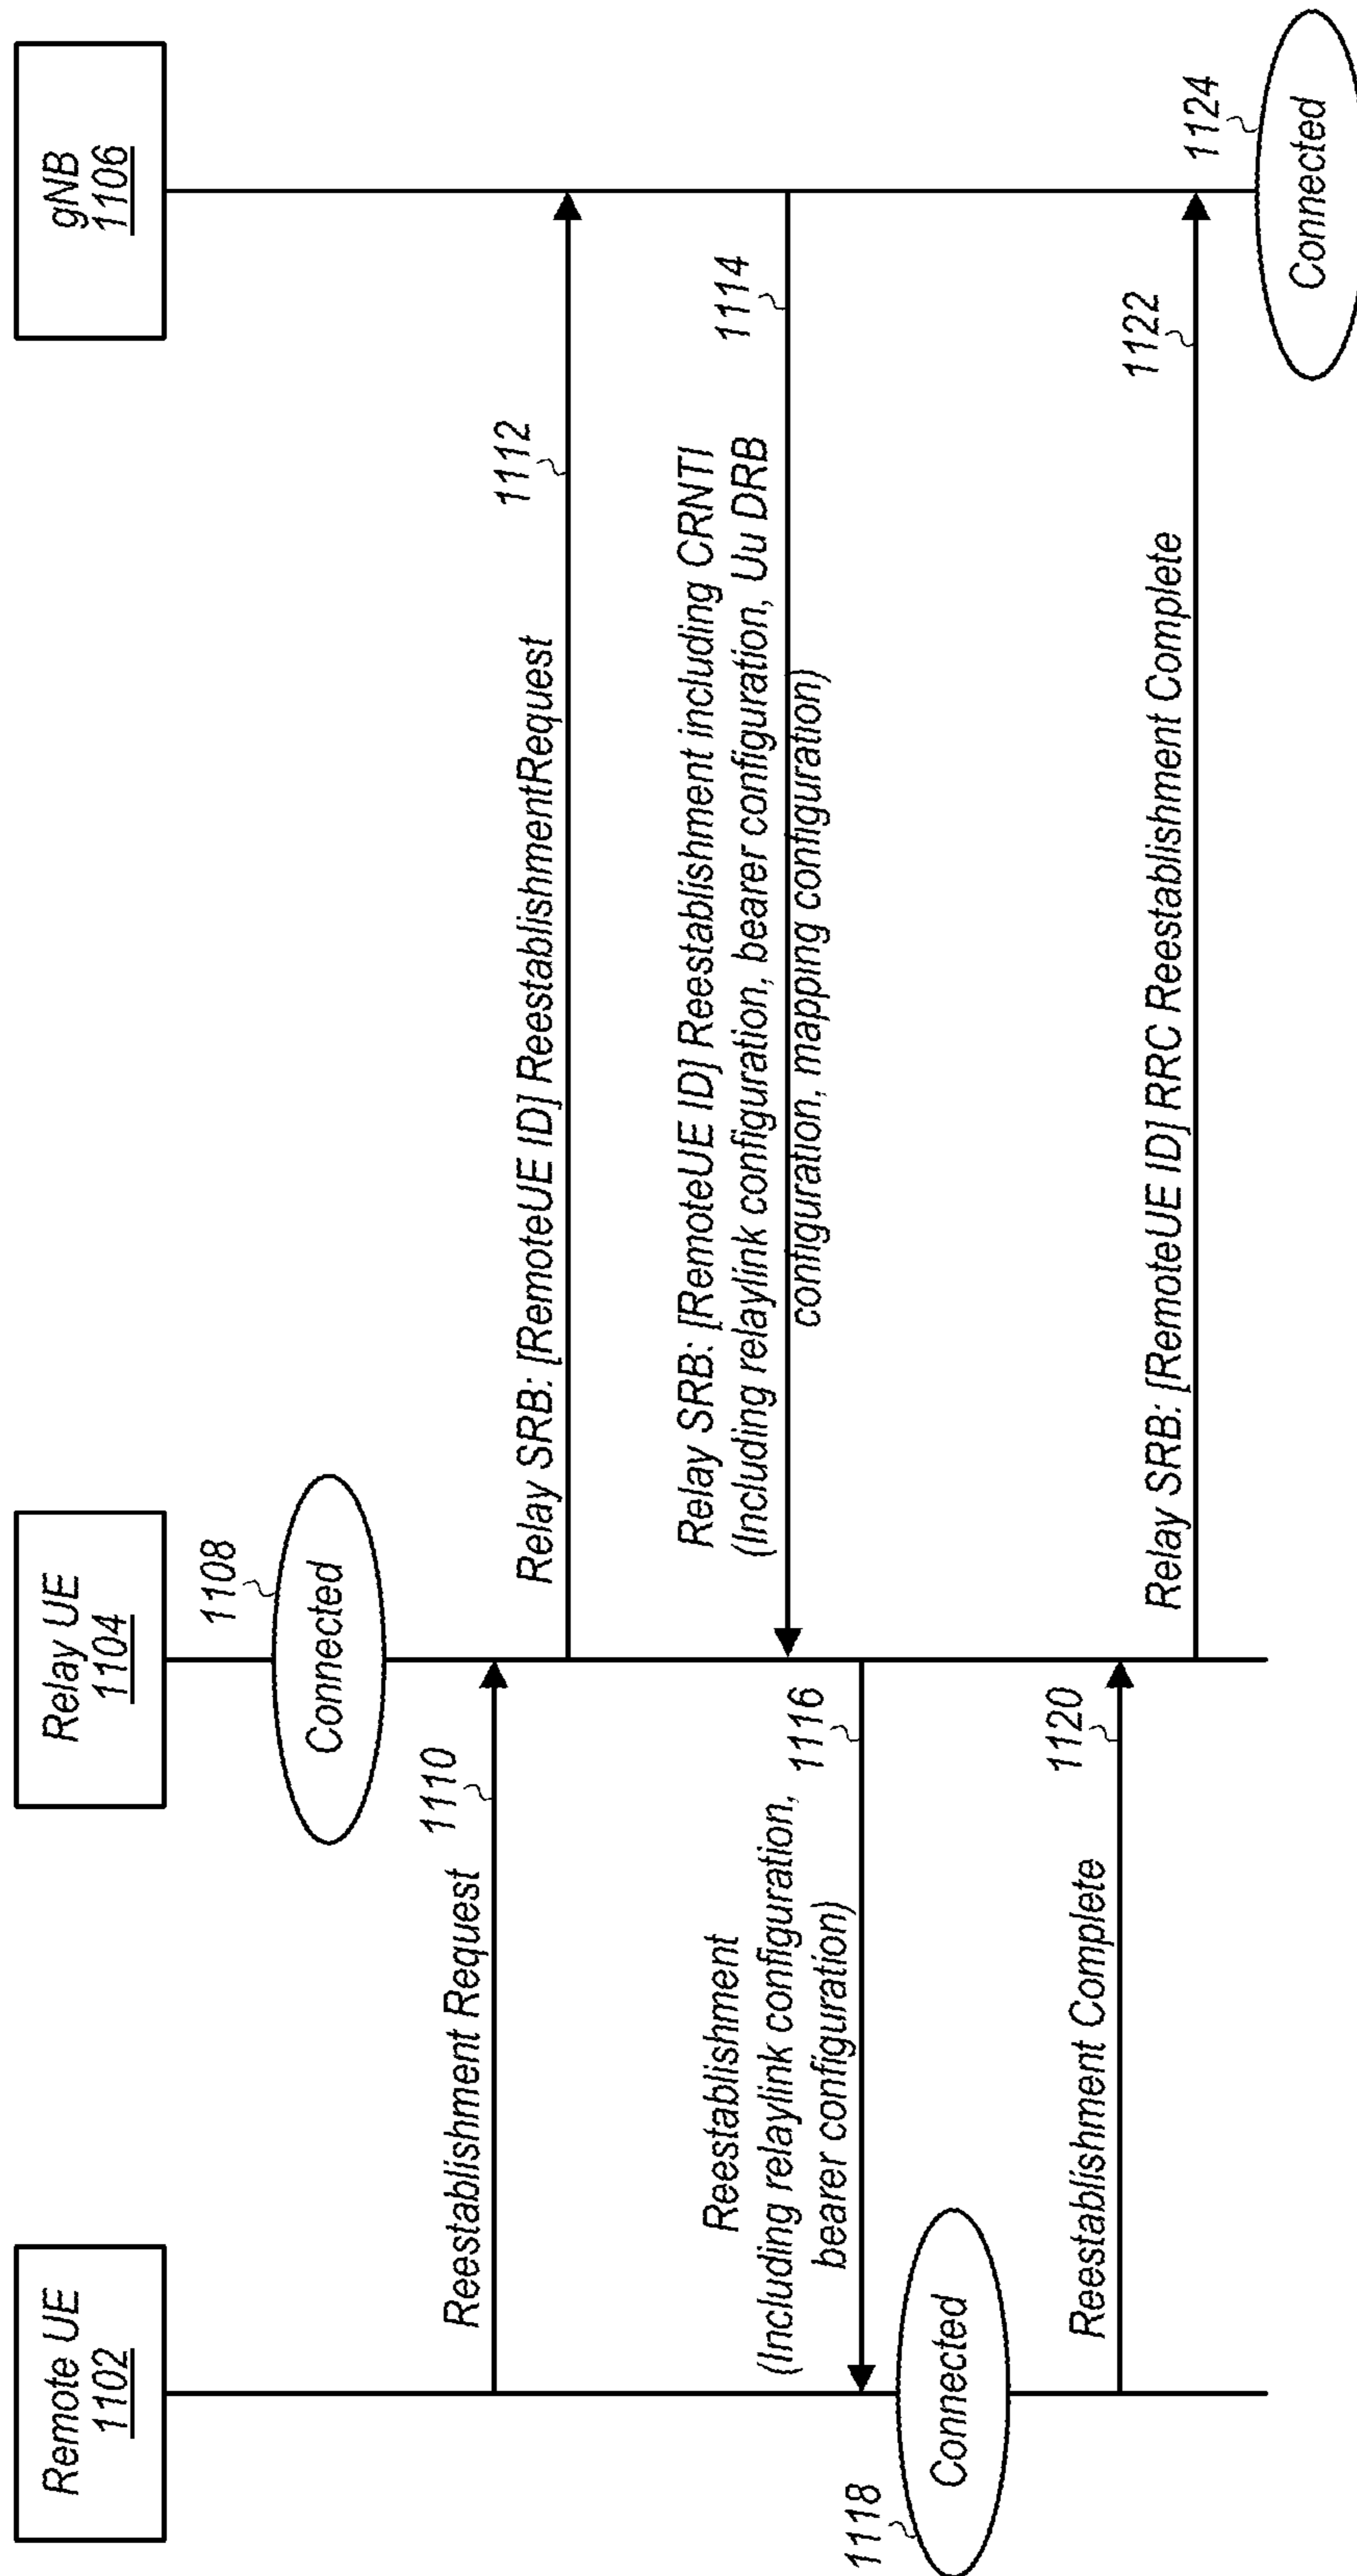 Remote UE
1102
Relay UE
1104
gNB
1106
1108
Connected
1110
Reestablishment Request
1112
Relay SRB: [RemoteUE ID] ReestablishmentRequest
1114
Relay SRB: [RemoteUE ID] Reestablishment including CRNTI
(Including relaylink configuration, bearer configuration, Uu DRB
configuration, mapping configuration)
1116
Reestablishment
(Including relaylink configuration,
bearer configuration)
1118
Connected
1120
Reestablishment Complete
1122
Relay SRB: [RemoteUE ID] RRC Reestablishment Complete
1124
Connected